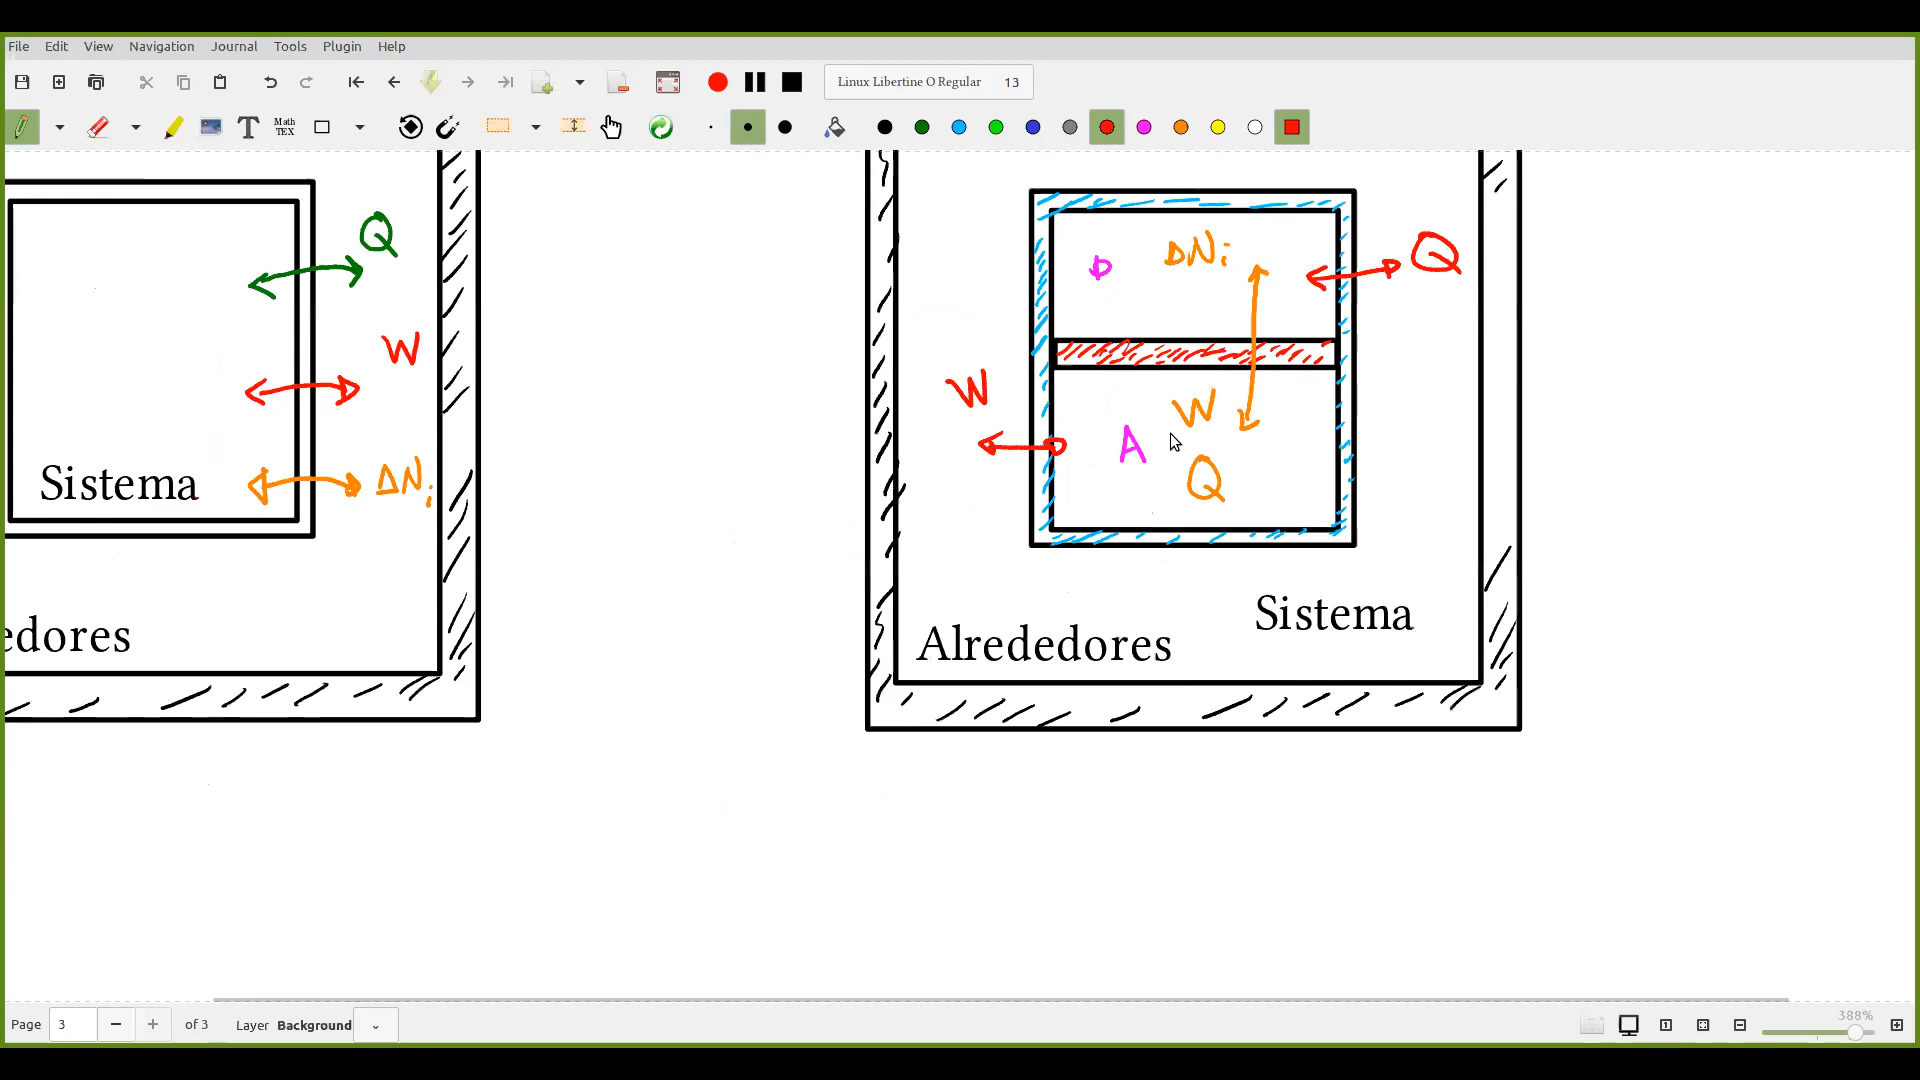 File Edit View Navigation Journal Tools Plugin Help
Linux Libertine O Regular 13
T Math TEX
Q
W
Sistema
ΔNi
edores
ΔNi
Q
W
W
A
Q
Sistema
Alrededores
388%
Page 3 of 3 Layer Background